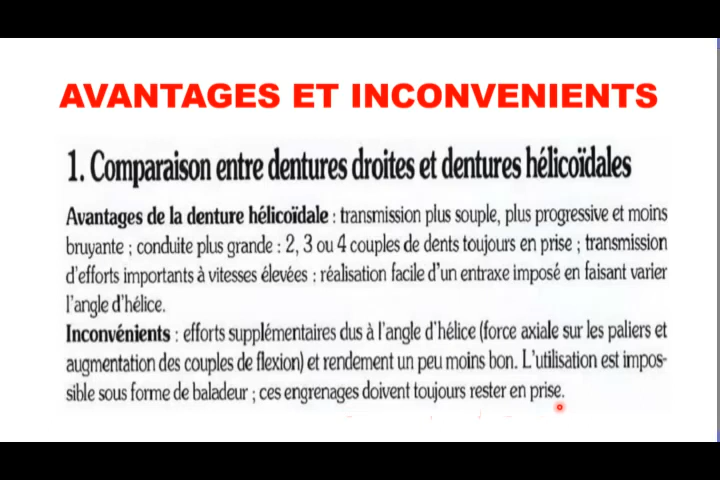 AVANTAGES ET INCONVENIENTS
1. Comparaison entre dentures droites et dentures hélicoïdales
Avantages de la denture hélicoïdale : transmission plus souple, plus progressive et moins
bruyante ; conduite plus grande : 2, 3 ou 4 couples de dents toujours en prise ; transmission
d'efforts importants à vitesses élevées ; réalisation facile d'un entraxe imposé en faisant varier
l'angle d'hélice.
Inconvénients : efforts supplémentaires dus à l'angle d'hélice (force axiale sur les paliers et
augmentation des couples de flexion) et rendement un peu moins bon. L'utilisation est impos-
sible sous forme de baladeur ; ces engrenages doivent toujours rester en prise.